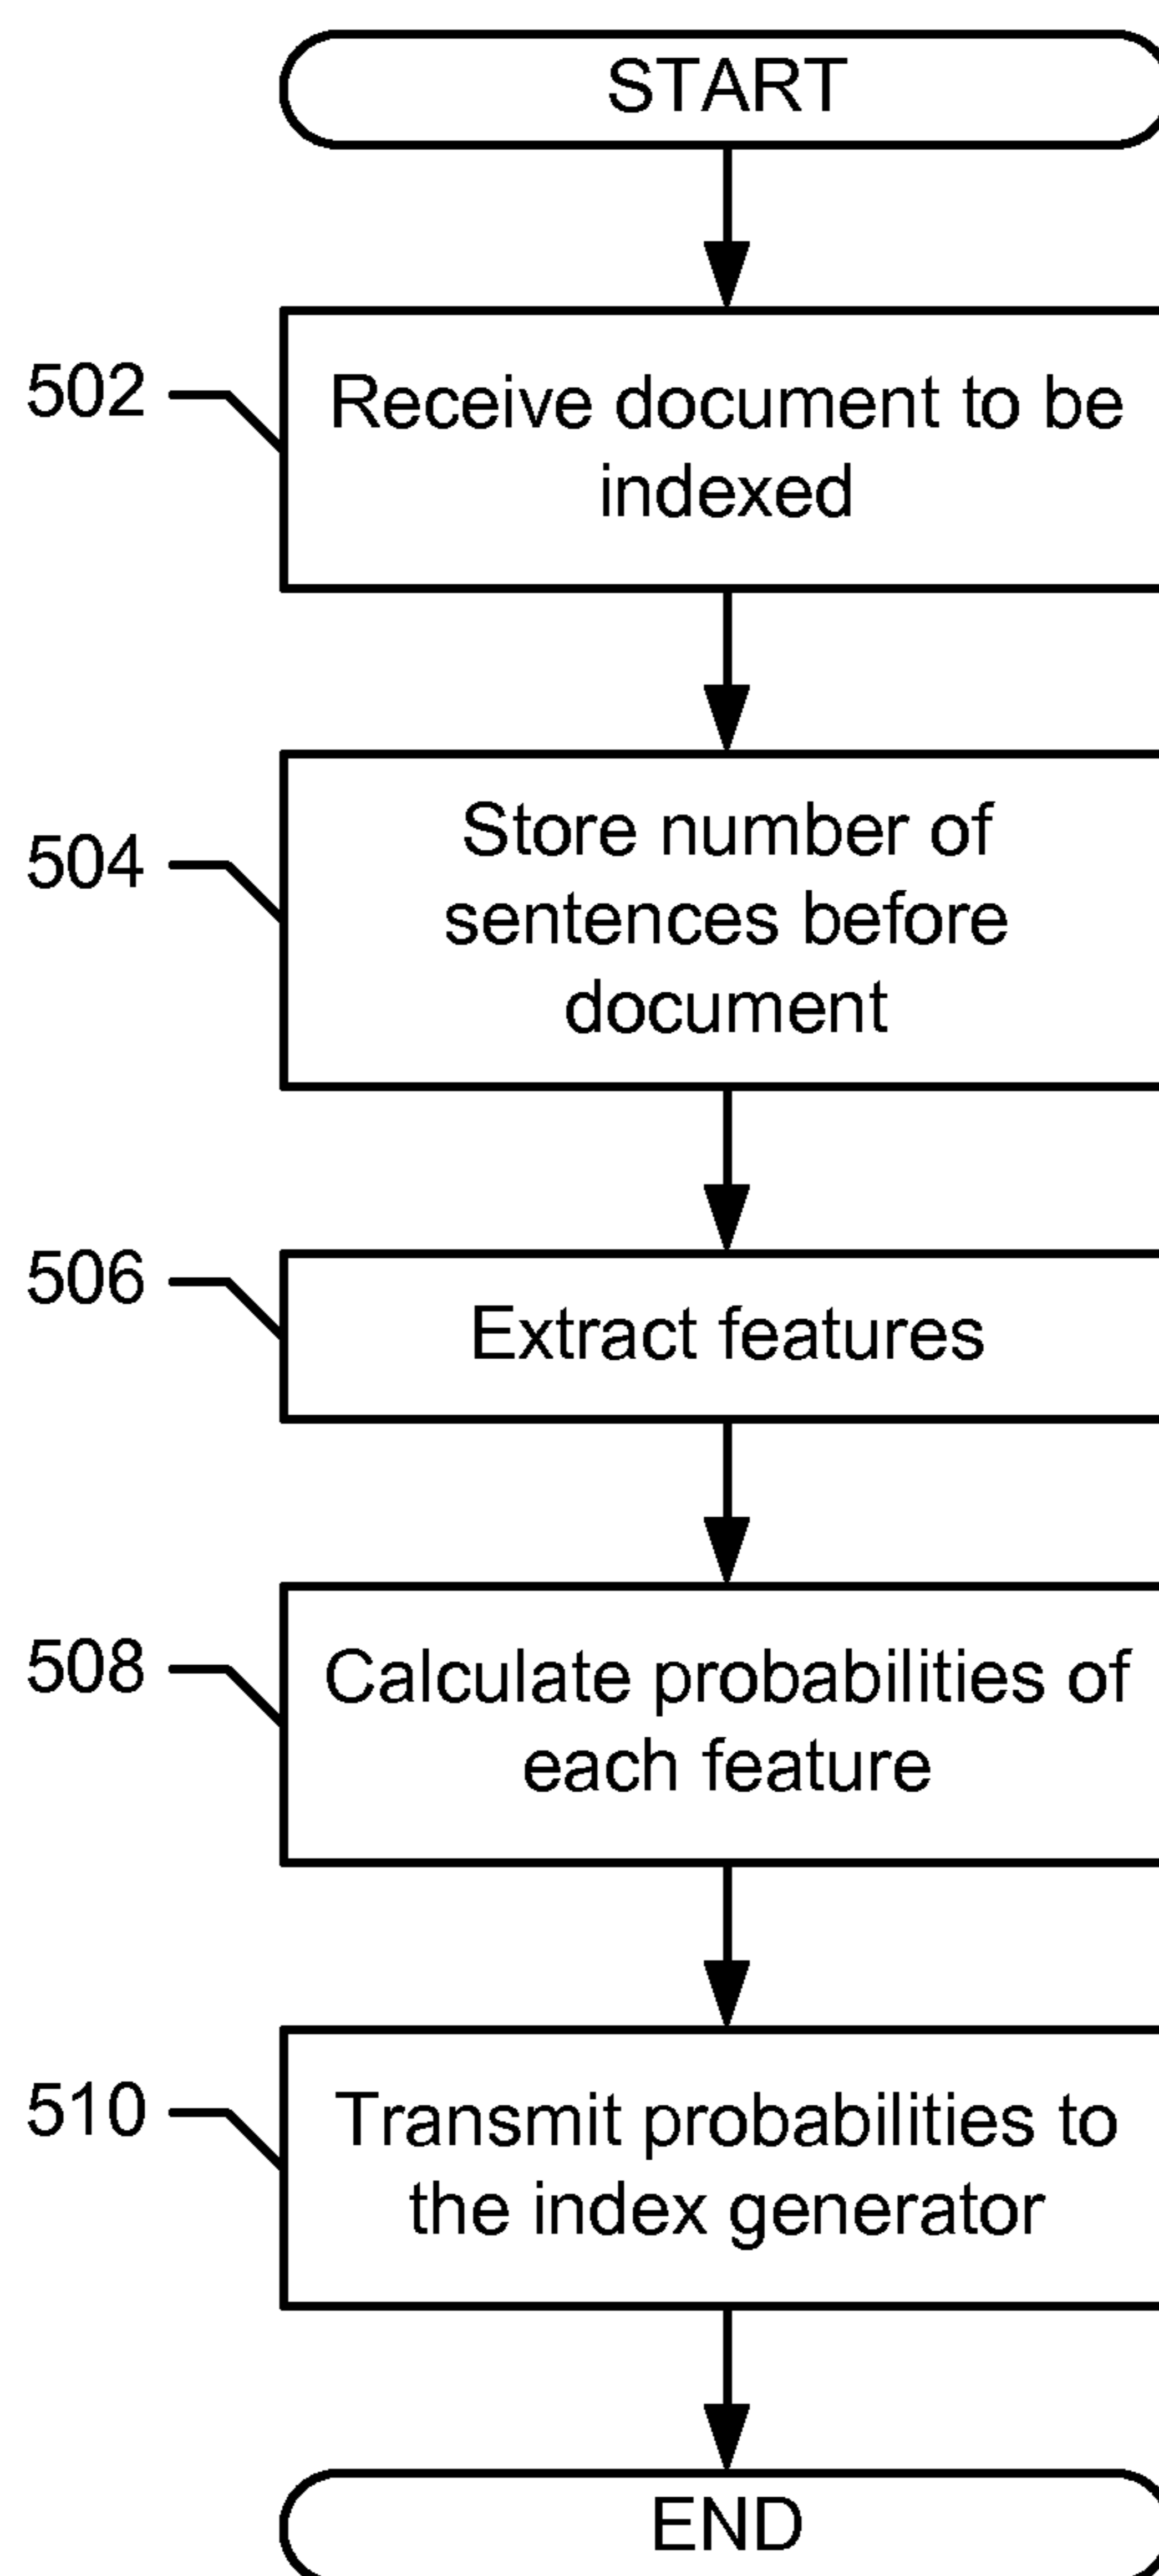 START
502
Receive document to be
indexed
504
Store number of
sentences before
document
506
Extract features
508
Calculate probabilities of
each feature
510
Transmit probabilities to
the index generator
END